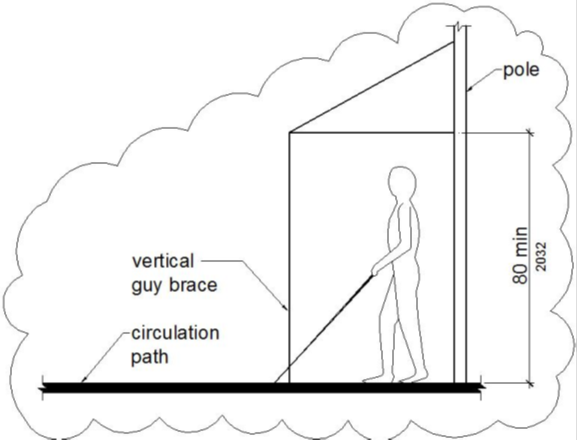 pole
vertical
guy brace
circulation
path
80 min
2032